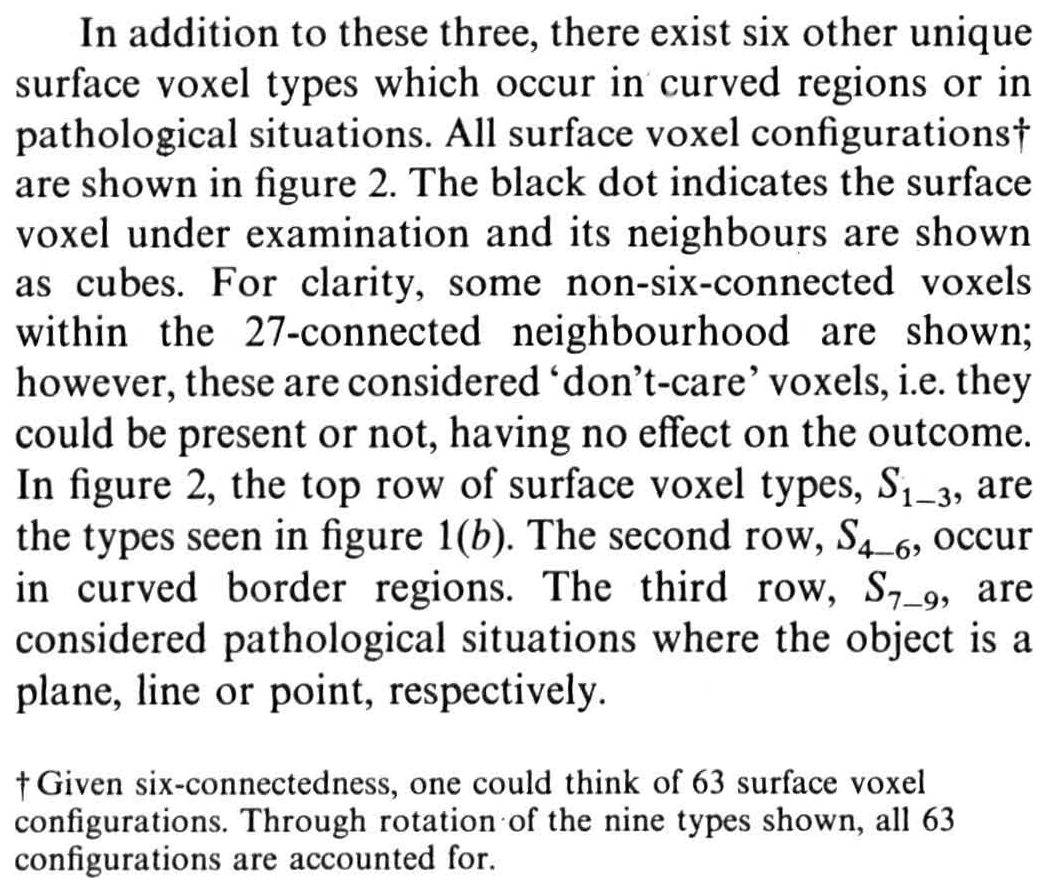 In addition to these three, there exist six other unique
surface voxel types which occur in curved regions or in
pathological situations. All surface voxel configurations†
are shown in figure 2. The black dot indicates the surface
voxel under examination and its neighbours are shown
as cubes. For clarity, some non-six-connected voxels
within the 27-connected neighbourhood are shown;
however, these are considered ‘don’t-care’ voxels, i.e. they
could be present or not, having no effect on the outcome.
In figure 2, the top row of surface voxel types, S₁₋₃, are
the types seen in figure 1(b). The second row, S₄₋₆, occur
in curved border regions. The third row, S₇₋₉, are
considered pathological situations where the object is a
plane, line or point, respectively.
† Given six-connectedness, one could think of 63 surface voxel
configurations. Through rotation of the nine types shown, all 63
configurations are accounted for.